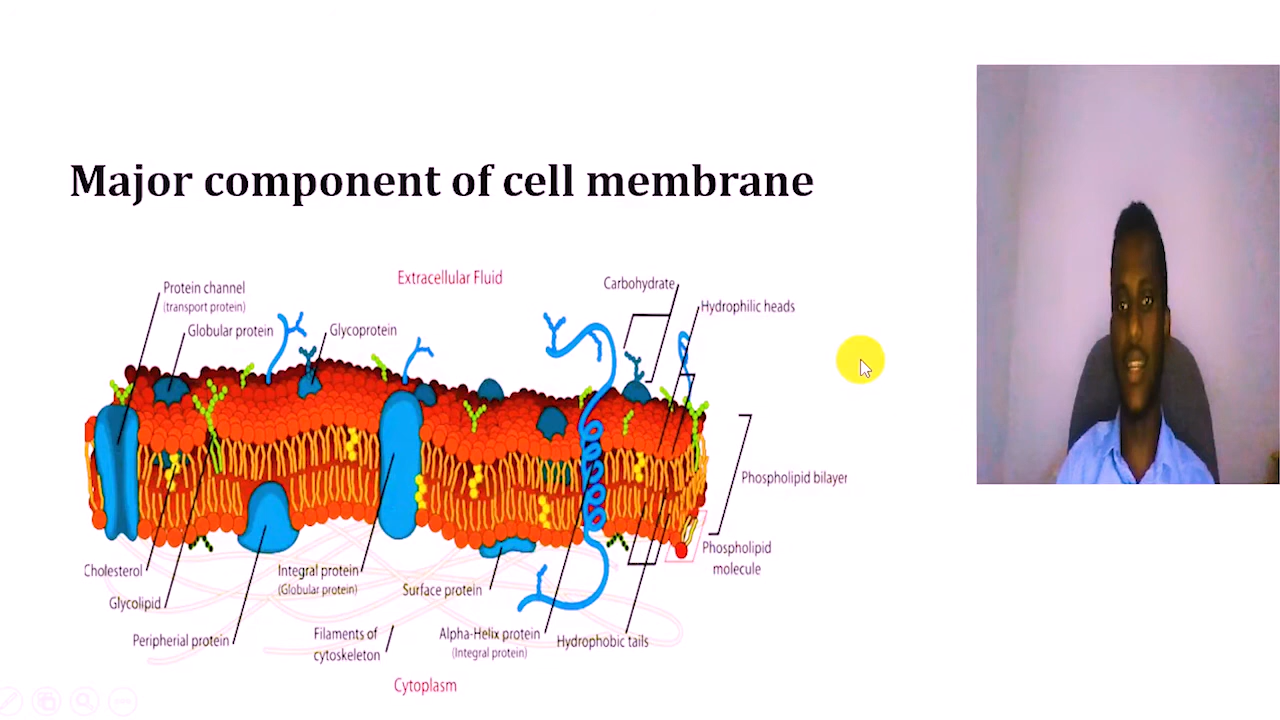 Major component of cell membrane
Extracellular Fluid
Protein channel
(transport protein)
Globular protein
Glycoprotein
Carbohydrate
Hydrophilic heads
Phospholipid bilayer
Phospholipid
molecule
Cholesterol
Glycolipid
Peripherial protein
Integral protein
(Globular protein)
Filaments of
cytoskeleton
Surface protein
Alpha-Helix protein
(Integral protein)
Hydrophobic tails
Cytoplasm